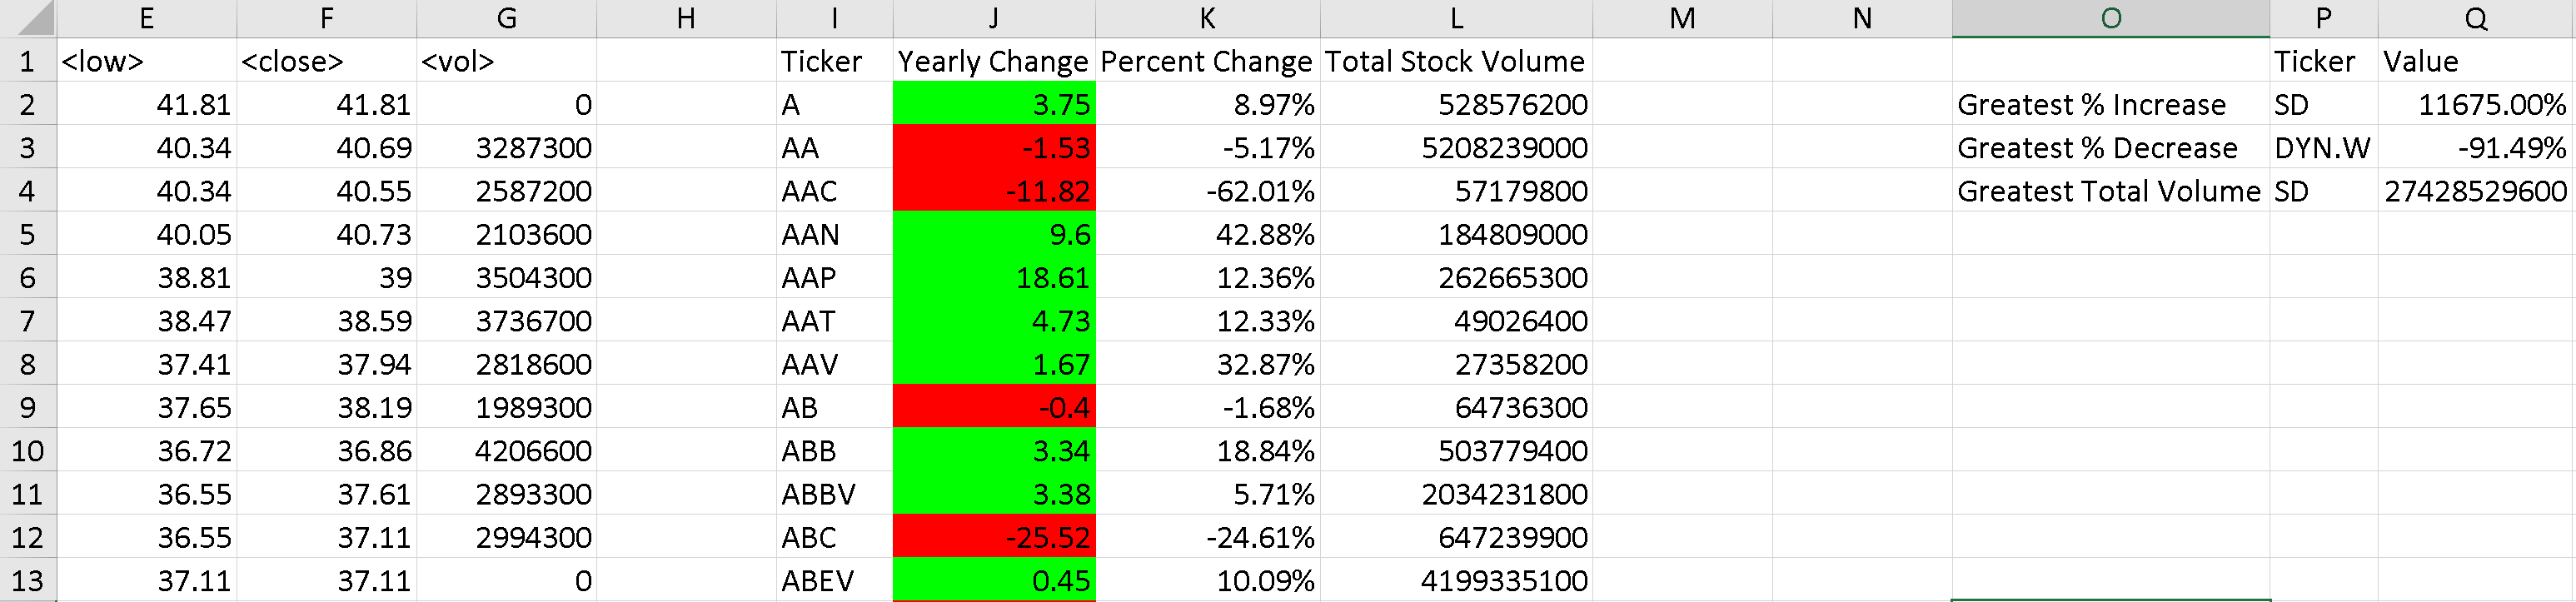 E F G H I J K L M N O P Q
1 <low> <close> <vol> Ticker Yearly Change Percent Change Total Stock Volume Ticker Value
2 41.81 41.81 0 A 3.75 8.97% 528576200 Greatest % Increase SD 11675.00%
3 40.34 40.69 3287300 AA -1.53 -5.17% 5208239000 Greatest % Decrease DYN.W -91.49%
4 40.34 40.55 2587200 AAC -11.82 -62.01% 57179800 Greatest Total Volume SD 27428529600
5 40.05 40.73 2103600 AAN 9.6 42.88% 184809000
6 38.81 39 3504300 AAP 18.61 12.36% 262665300
7 38.47 38.59 3736700 AAT 4.73 12.33% 49026400
8 37.41 37.94 2818600 AAV 1.67 32.87% 27358200
9 37.65 38.19 1989300 AB -0.4 -1.68% 64736300
10 36.72 36.86 4206600 ABB 3.34 18.84% 503779400
11 36.55 37.61 2893300 ABBV 3.38 5.71% 2034231800
12 36.55 37.11 2994300 ABC -25.52 -24.61% 647239900
13 37.11 37.11 0 ABEV 0.45 10.09% 4199335100